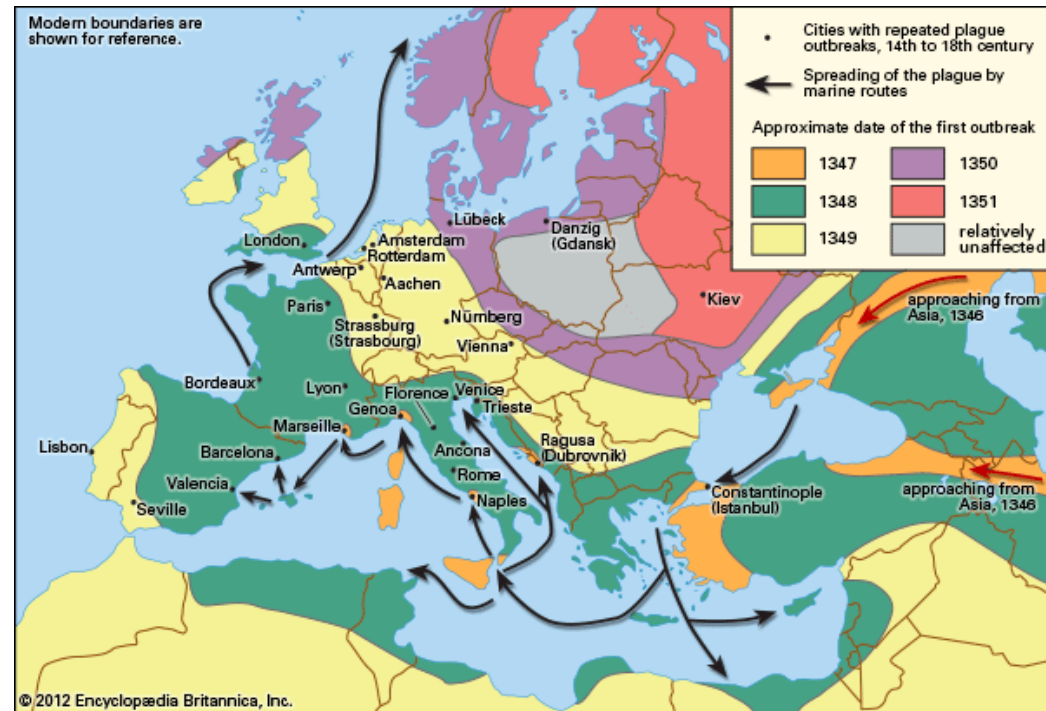 Modern boundaries are
shown for reference.
Cities with repeated plague
outbreaks, 14th to 18th century
Spreading of the plague by
marine routes
Approximate date of the first outbreak
1347
1350
1348
1351
1349
relatively
unaffected
London
Amsterdam
Rotterdam
Antwerp
Aachen
Lübeck
Danzig
(Gdansk)
Kiev
Paris
Strassburg
(Strasbourg)
Nürnberg
Vienna
approaching from
Asia, 1346
Bordeaux
Lyon
Florence
Venice
Trieste
Genoa
Marseille
Lisbon
Barcelona
Ancona
Ragusa
(Dubrovnik)
Rome
Valencia
Seville
Naples
Constantinople
(Istanbul)
approaching from
Asia, 1346
© 2012 Encyclopædia Britannica, Inc.